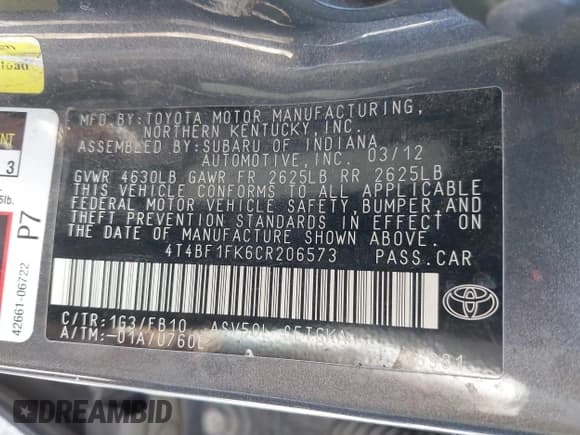 MFD.BY:TOYOTA MOTOR MANUFACTURING,
NORTHERN KENTUCKY,INC.
ASSEMBLED BY:SUBARU OF INDIANA
AUTOMOTIVE,INC. 03/12
GVWR 4630LB GAWR FR 2625LB RR 2625LB
THIS VEHICLE CONFORMS TO ALL APPLICABLE
FEDERAL MOTOR VEHICLE SAFETY,BUMPER AND
THEFT PREVENTION STANDARDS IN EFFECT ON
THE DATE OF MANUFACTURE SHOWN ABOVE.
4T4BF1FK6CR206573 PASS.CAR
C/TR:163/FB10
A/TM:-01A/U760E
TOYOTA
P7
42661-06722
3
DREAMBID